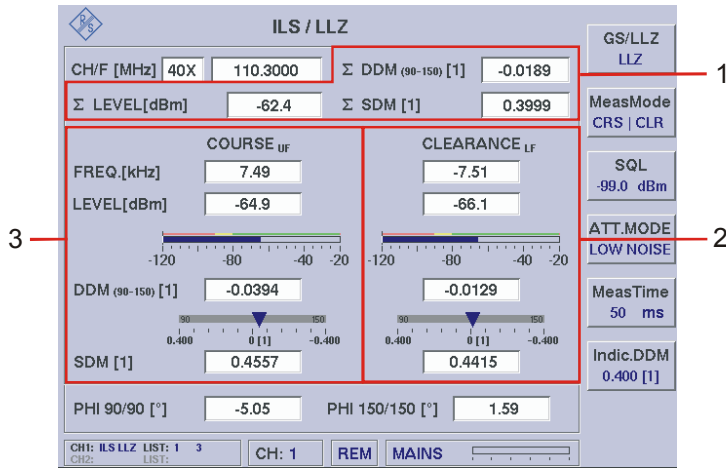 R S
ILS / LLZ
CH/F [MHz] 40X 110.3000 Σ DDM (90-150) [1] -0.0189
Σ LEVEL[dBm] -62.4 Σ SDM [1] 0.3999
COURSE UF CLEARANCE LF
FREQ.[kHz] 7.49 -7.51
LEVEL[dBm] -64.9 -66.1
-120 -80 -40 -20 -120 -80 -40 -20
DDM (90-150) [1] -0.0394 -0.0129
90 150 90 150
0.400 0 [1] -0.400 0.400 0 [1] -0.400
SDM [1] 0.4557 0.4415
PHI 90/90 [°] -5.05 PHI 150/150 [°] 1.59
CH1: ILS LLZ LIST: 1 3
CH2: LIST:
CH: 1 REM MAINS
GS/LLZ
LLZ
MeasMode
CRS | CLR
SQL
-99.0 dBm
ATT.MODE
LOW NOISE
MeasTime
50 ms
Indic.DDM
0.400 [1]
1
2
3